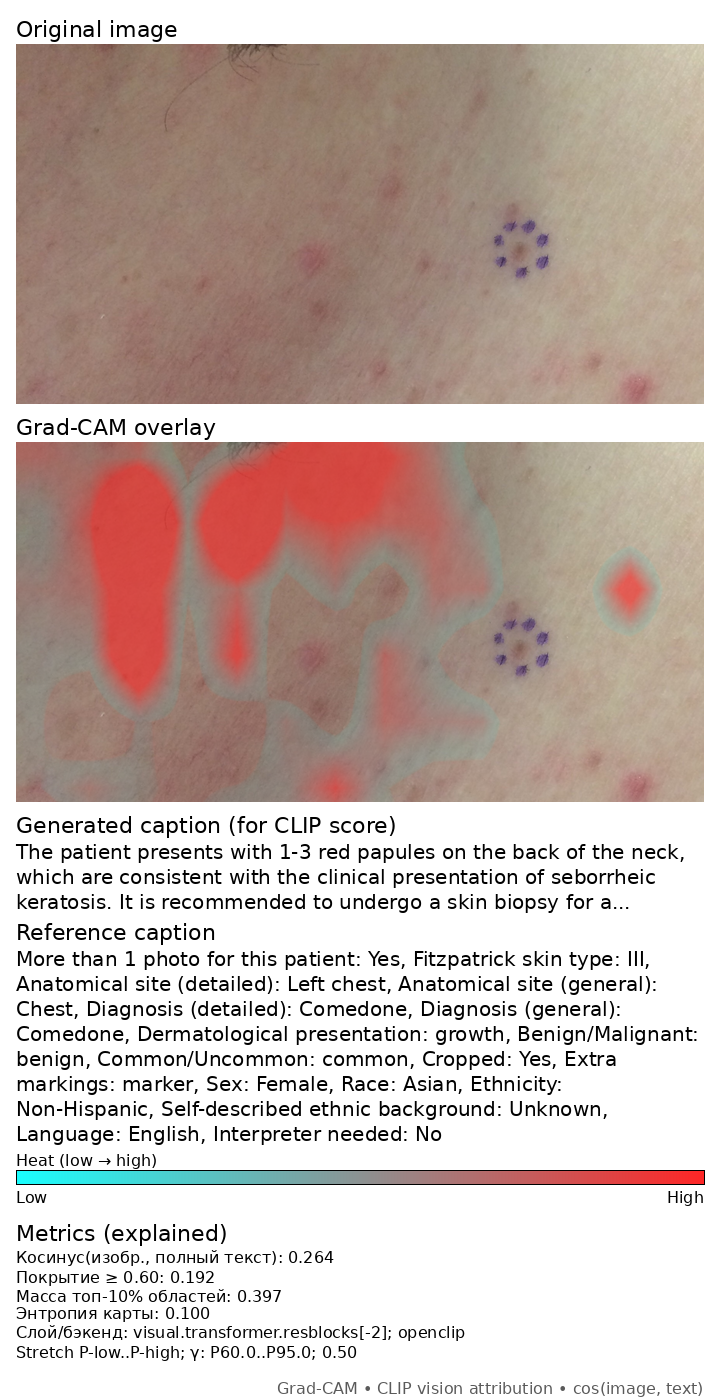 Original image
Grad-CAM overlay
Generated caption (for CLIP score)
The patient presents with 1-3 red papules on the back of the neck,
which are consistent with the clinical presentation of seborrheic
keratosis. It is recommended to undergo a skin biopsy for a...
Reference caption
More than 1 photo for this patient: Yes, Fitzpatrick skin type: III,
Anatomical site (detailed): Left chest, Anatomical site (general):
Chest, Diagnosis (detailed): Comedone, Diagnosis (general):
Comedone, Dermatological presentation: growth, Benign/Malignant:
benign, Common/Uncommon: common, Cropped: Yes, Extra
markings: marker, Sex: Female, Race: Asian, Ethnicity:
Non-Hispanic, Self-described ethnic background: Unknown,
Language: English, Interpreter needed: No
Heat (low → high)
Low High
Metrics (explained)
Косинус(изобр., полный текст): 0.264
Покрытие ≥ 0.60: 0.192
Масса топ-10% областей: 0.397
Энтропия карты: 0.100
Слой/бэкенд: visual.transformer.resblocks[-2]; openclip
Stretch P-low..P-high; γ: P60.0..P95.0; 0.50
Grad-CAM • CLIP vision attribution • cos(image, text)